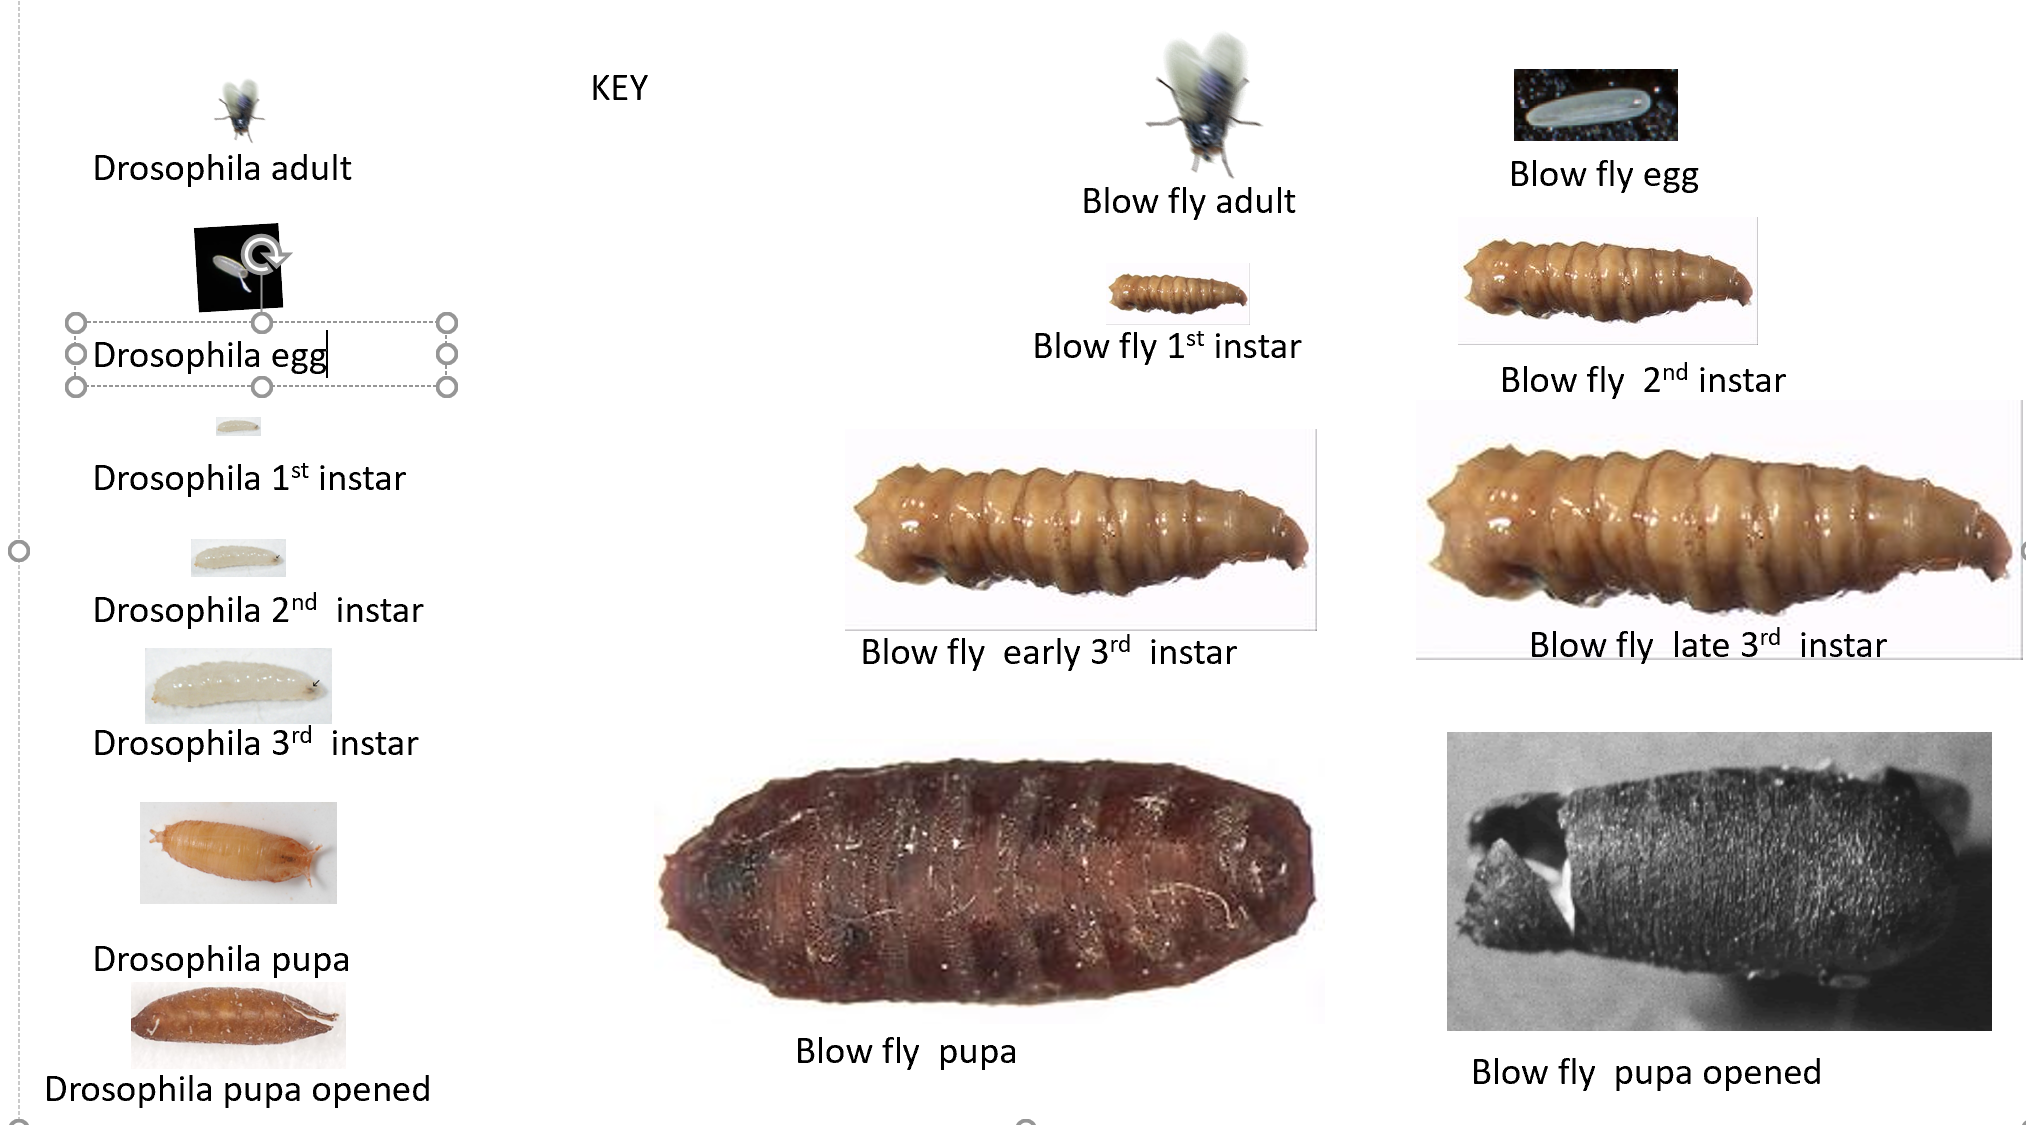 KEY
Drosophila adult
Drosophila egg
Drosophila 1st instar
Drosophila 2nd  instar
Drosophila 3rd  instar
Drosophila pupa
Drosophila pupa opened
Blow fly adult
Blow fly egg
Blow fly 1st instar
Blow fly  2nd instar
Blow fly  early 3rd  instar
Blow fly  late 3rd  instar
Blow fly  pupa
Blow fly  pupa opened